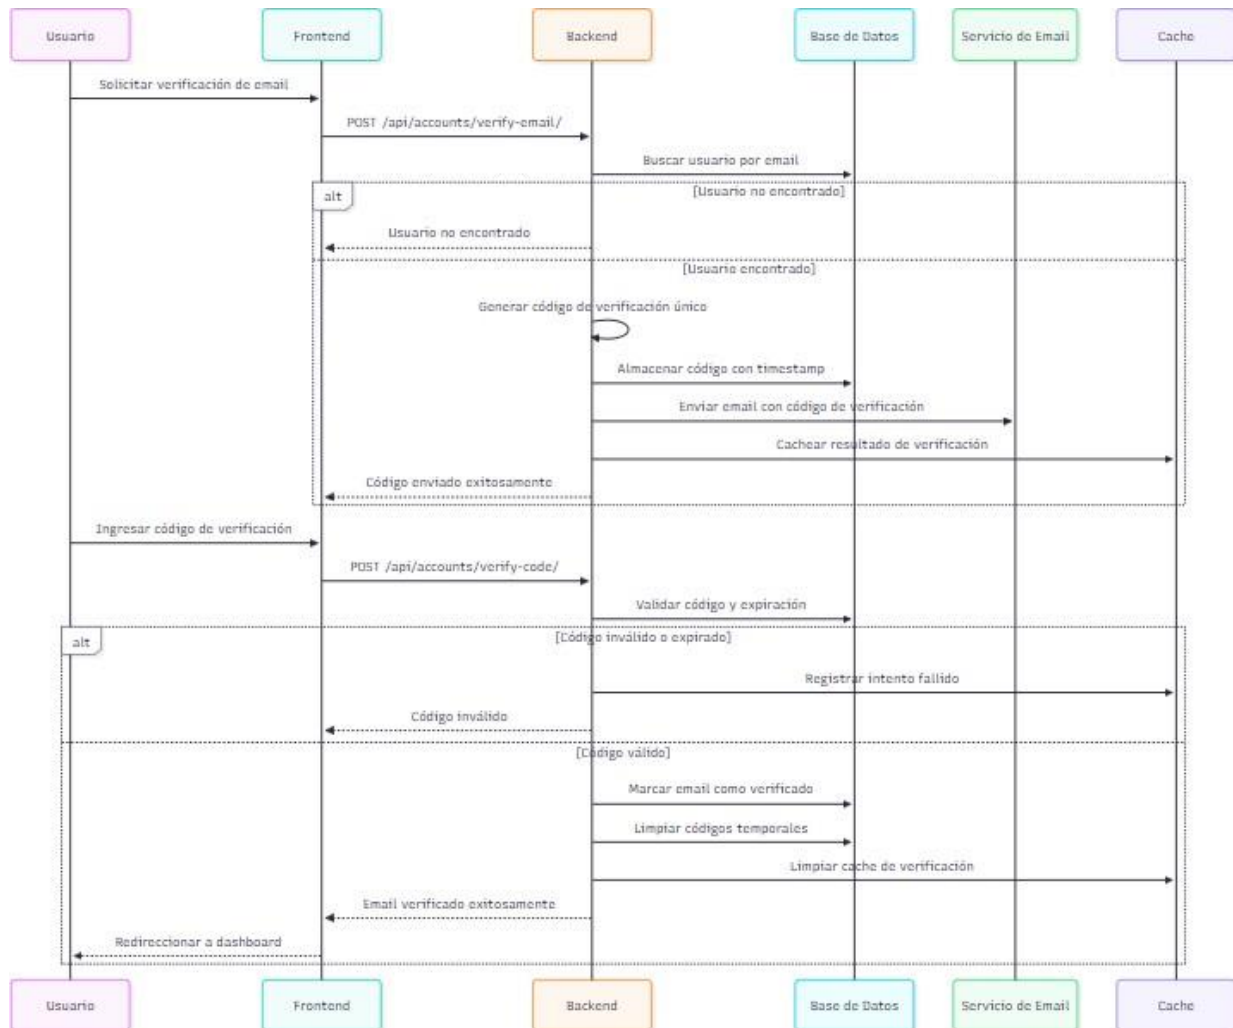 Usuario
Frontend
Backend
Base de Datos
Servicio de Email
Cache
Solicitar verificación de email
POST /api/accounts/verify-email/
Buscar usuario por email
alt
[Usuario no encontrado]
Usuario no encontrado
[Usuario encontrado]
Generar código de verificación único
Almacenar código con timestamp
Enviar email con código de verificación
Cachear resultado de verificación
Código enviado exitosamente
Ingresar código de verificación
POST /api/accounts/verify-code/
Validar código y expiración
alt
[Código inválido o expirado]
Registrar intento fallido
Código inválido
[Código válido]
Marcar email como verificado
Limpiar códigos temporales
Limpiar cache de verificación
Email verificado exitosamente
Redireccionar a dashboard
Usuario
Frontend
Backend
Base de Datos
Servicio de Email
Cache